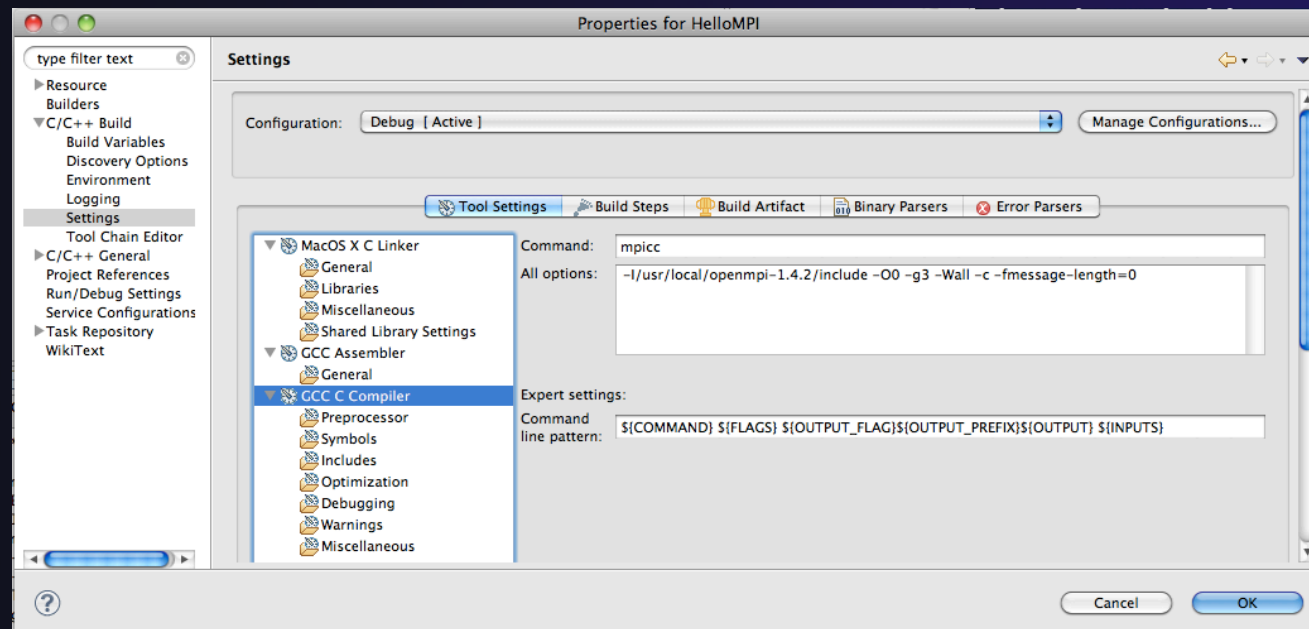 Properties for HelloMPI
type filter text
Settings
Resource
Builders
C/C++ Build
Build Variables
Discovery Options
Environment
Logging
Settings
Tool Chain Editor
C/C++ General
Project References
Run/Debug Settings
Service Configurations
Task Repository
WikiText
Configuration:
Debug [ Active ]
Manage Configurations...
Tool Settings
Build Steps
Build Artifact
Binary Parsers
Error Parsers
MacOS X C Linker
General
Libraries
Miscellaneous
Shared Library Settings
GCC Assembler
General
GCC C Compiler
Preprocessor
Symbols
Includes
Optimization
Debugging
Warnings
Miscellaneous
Command:
mpicc
All options:
-I/usr/local/openmpi-1.4.2/include -O0 -g3 -Wall -c -fmessage-length=0
Expert settings:
Command
line pattern:
${COMMAND} ${FLAGS} ${OUTPUT_FLAG}${OUTPUT_PREFIX}${OUTPUT} ${INPUTS}
?
Cancel
OK